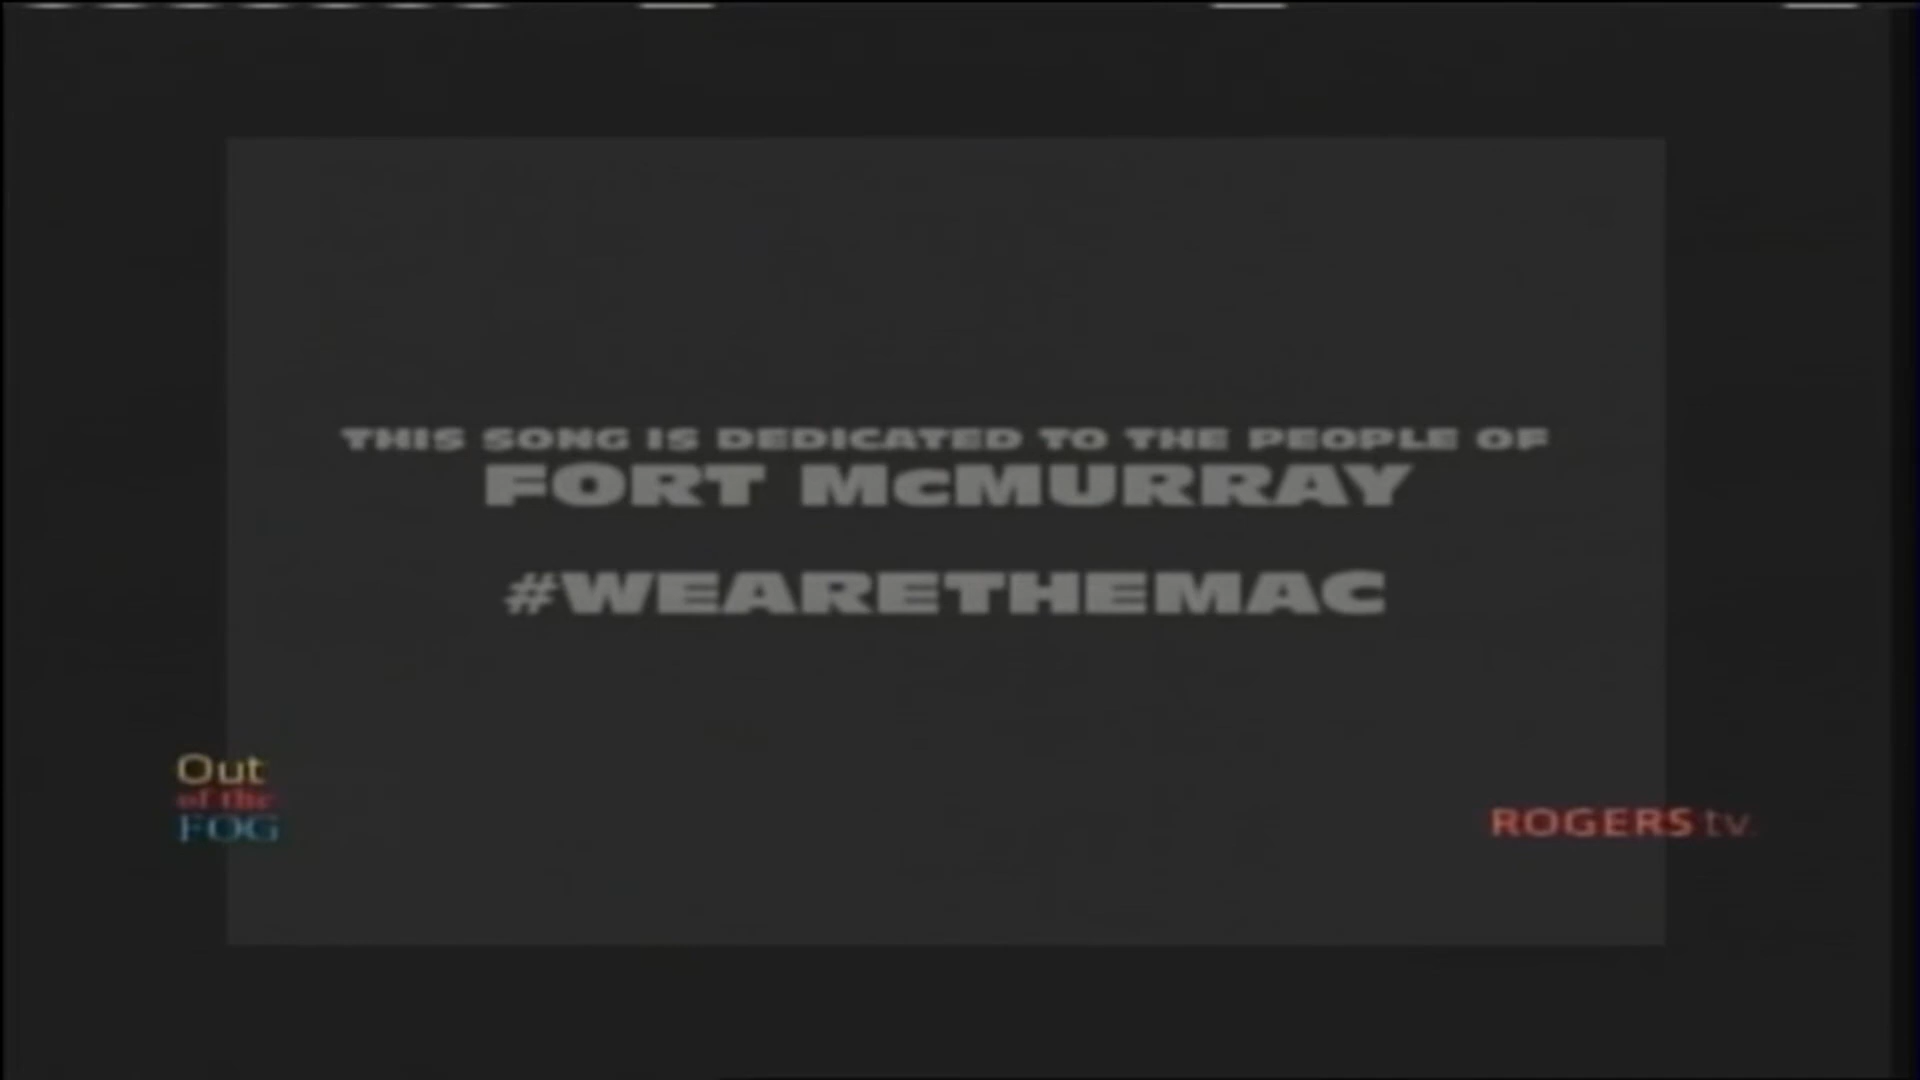 THIS SONG IS DEDICATED TO THE PEOPLE OF
FORT McMURRAY
#WEARETHEMAC
Out
of the
FOG
ROGERS tv.